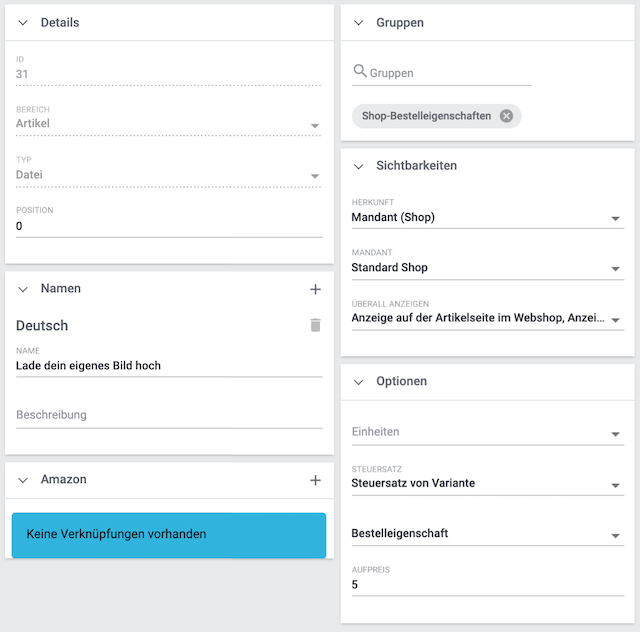 Details
ID
31
BEREICH
Artikel
TYP
Datei
POSITION
0
Namen
Deutsch
NAME
Lade dein eigenes Bild hoch
Beschreibung
Amazon
Keine Verknüpfungen vorhanden
Gruppen
Gruppen
Shop-Bestelleigenschaften
Sichtbarkeiten
HERKUNFT
Mandant (Shop)
MANDANT
Standard Shop
ÜBERALL ANZEIGEN
Anzeige auf der Artikelseite im Webshop, Anzei...
Optionen
Einheiten
STEUERSATZ
Steuersatz von Variante
Bestelleigenschaft
AUFPREIS
5